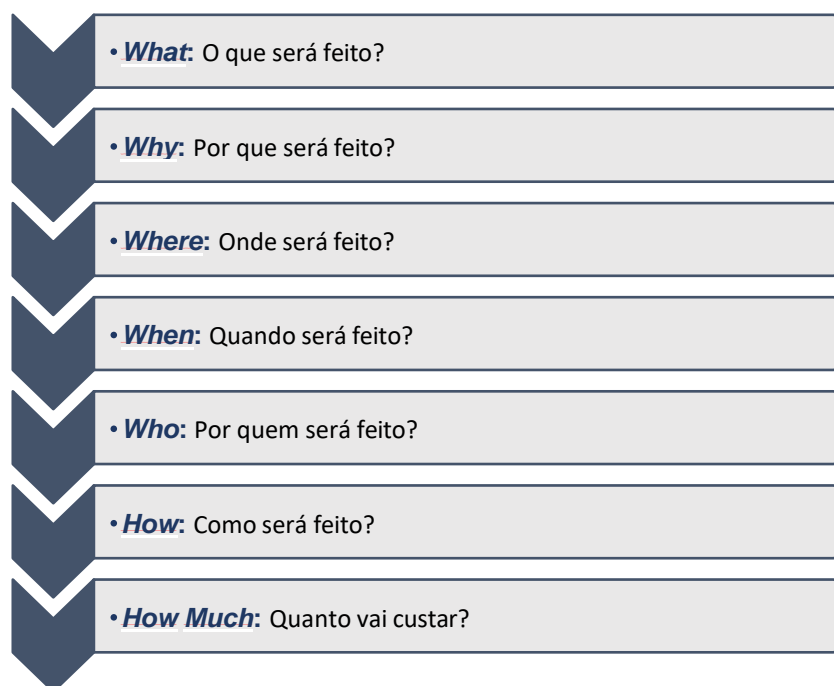 • What: O que será feito?
• Why: Por que será feito?
• Where: Onde será feito?
• When: Quando será feito?
• Who: Por quem será feito?
• How: Como será feito?
• How Much: Quanto vai custar?